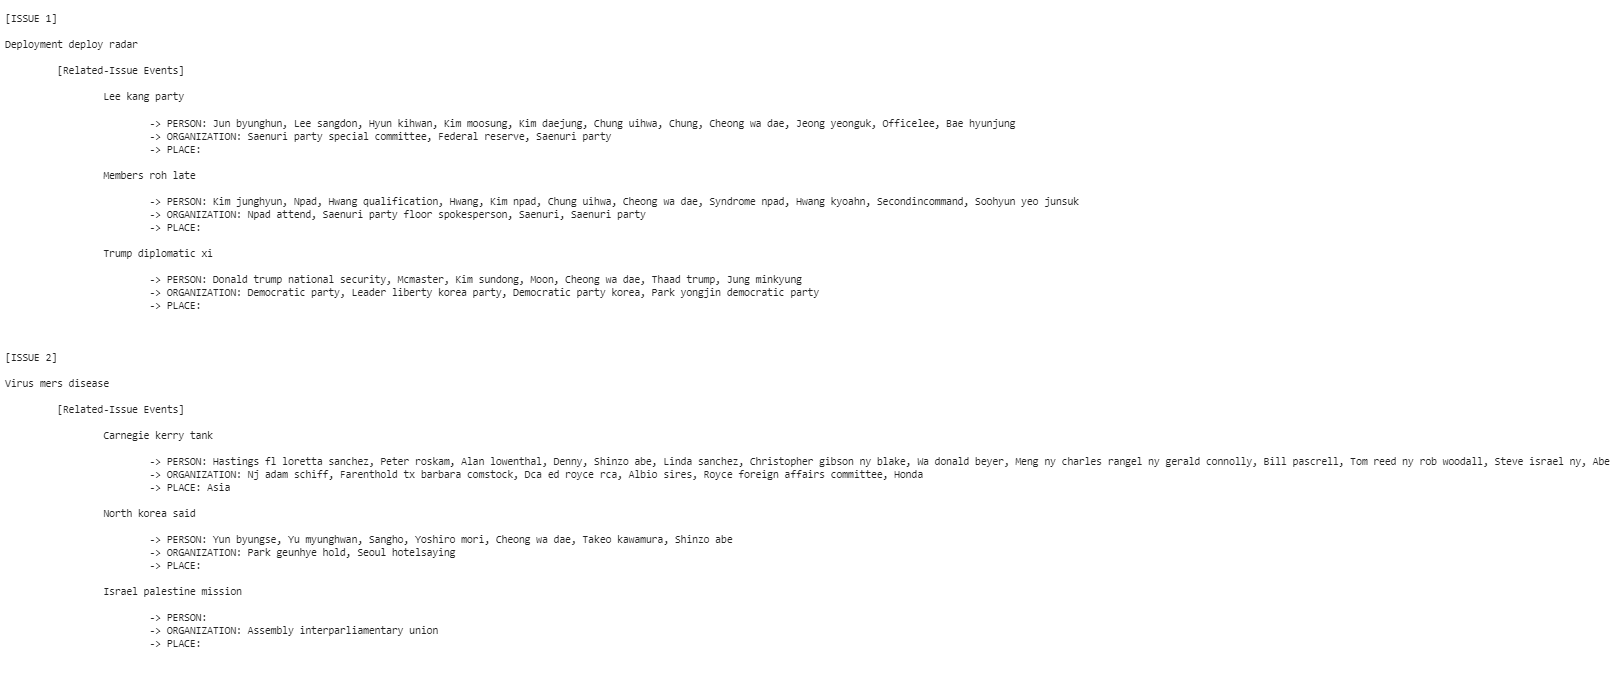 [ISSUE 1]
Deployment deploy radar
[Related-Issue Events]
Lee kang party
-> PERSON: Jun byunghun, Lee sangdon, Hyun kihwan, Kim moosung, Kim daejung, Chung uihwa, Chung, Cheong wa dae, Jeong yeonguk, Officelee, Bae hyunjung
-> ORGANIZATION: Saenuri party special committee, Federal reserve, Saenuri party
-> PLACE:
Members roh late
-> PERSON: Kim junghyun, Npad, Hwang qualification, Hwang, Kim npad, Chung uihwa, Cheong wa dae, Syndrome npad, Hwang kyoahn, Secondincommand, Soohyun yeo junsuk
-> ORGANIZATION: Npad attend, Saenuri party floor spokesperson, Saenuri, Saenuri party
-> PLACE:
Trump diplomatic xi
-> PERSON: Donald trump national security, Mcmaster, Kim sundong, Moon, Cheong wa dae, Thaad trump, Jung minkyung
-> ORGANIZATION: Democratic party, Leader liberty korea party, Democratic party korea, Park yongjin democratic party
-> PLACE:
[ISSUE 2]
Virus mers disease
[Related-Issue Events]
Carnegie kerry tank
-> PERSON: Hastings fl loretta sanchez, Peter roskam, Alan lowenthal, Denny, Shinzo abe, Linda sanchez, Christopher gibson ny blake, Wa donald beyer, Meng ny charles rangel ny gerald connolly, Bill pascrell, Tom reed ny rob woodall, Steve israel ny, Abe
-> ORGANIZATION: Nj adam schiff, Farenthold tx barbara comstock, Dca ed royce rca, Albio sires, Royce foreign affairs committee, Honda
-> PLACE: Asia
North korea said
-> PERSON: Yun byungse, Yu myunghwan, Sangho, Yoshiro mori, Cheong wa dae, Takeo kawamura, Shinzo abe
-> ORGANIZATION: Park geunhye hold, Seoul hotelsaying
-> PLACE:
Israel palestine mission
-> PERSON:
-> ORGANIZATION: Assembly interparliamentary union
-> PLACE: